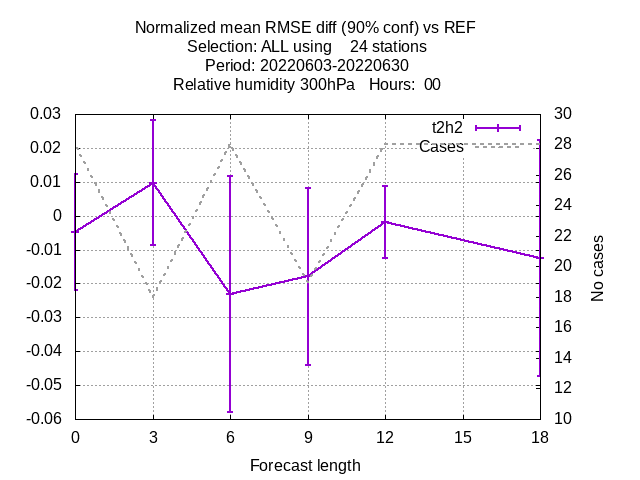 Normalized mean RMSE diff (90% conf) vs REF
Selection: ALL using 24 stations
Period: 20220603-20220630
Relative humidity 300hPa Hours: 00
t2h2
Cases
0.03
0.02
0.01
0
-0.01
-0.02
-0.03
-0.04
-0.05
-0.06
30
28
26
24
22
20
18
16
14
12
10
No cases
0 3 6 9 12 15 18
Forecast length